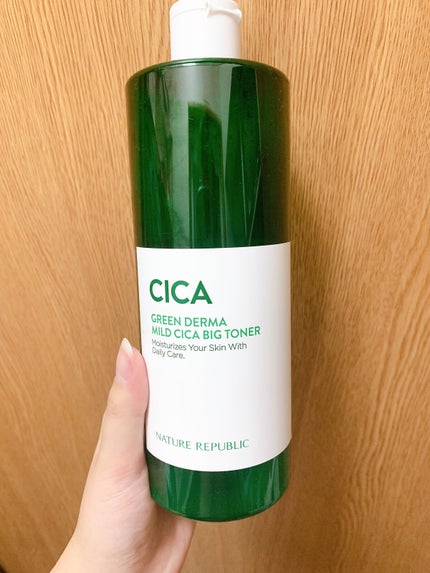 CICA
GREEN DERMA
MILD CICA BIG TONER
Moisturizes Your Skin With
Daily Care.
NATURE REPUBLIC